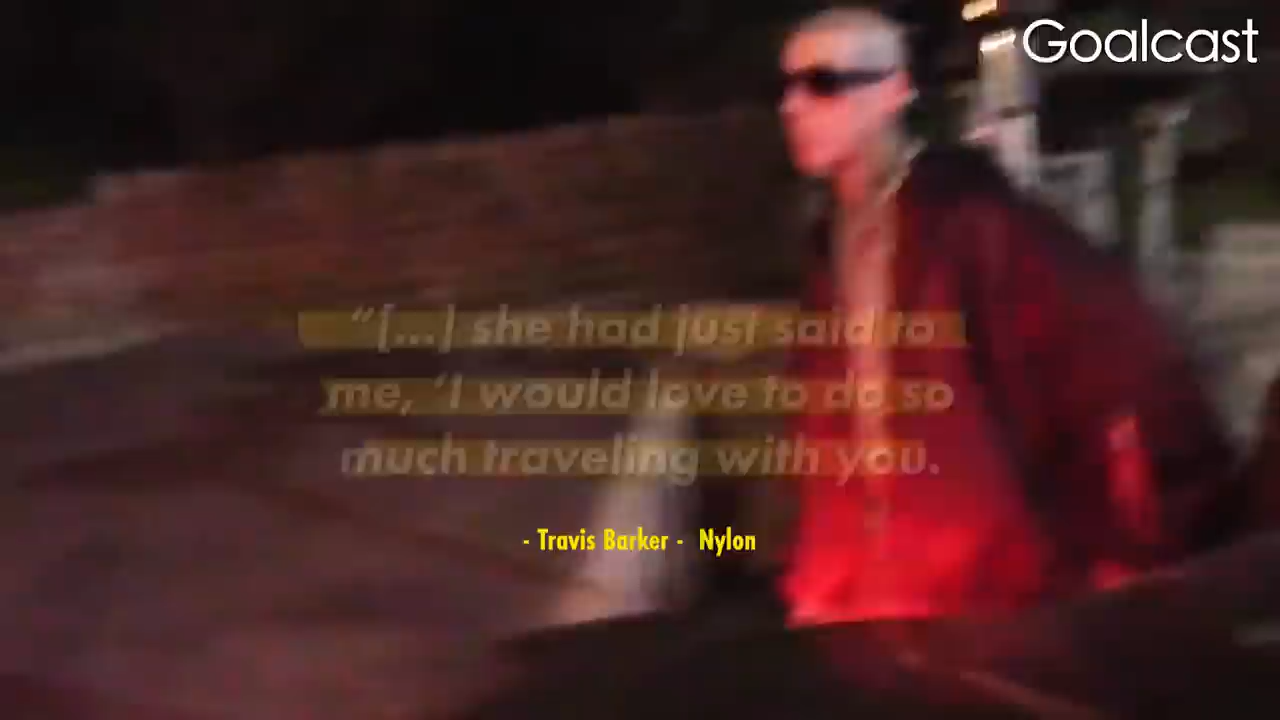 Goalcast
“[...] she had just said to
me, ‘I would love to do so
much traveling with you.
- Travis Barker - Nylon